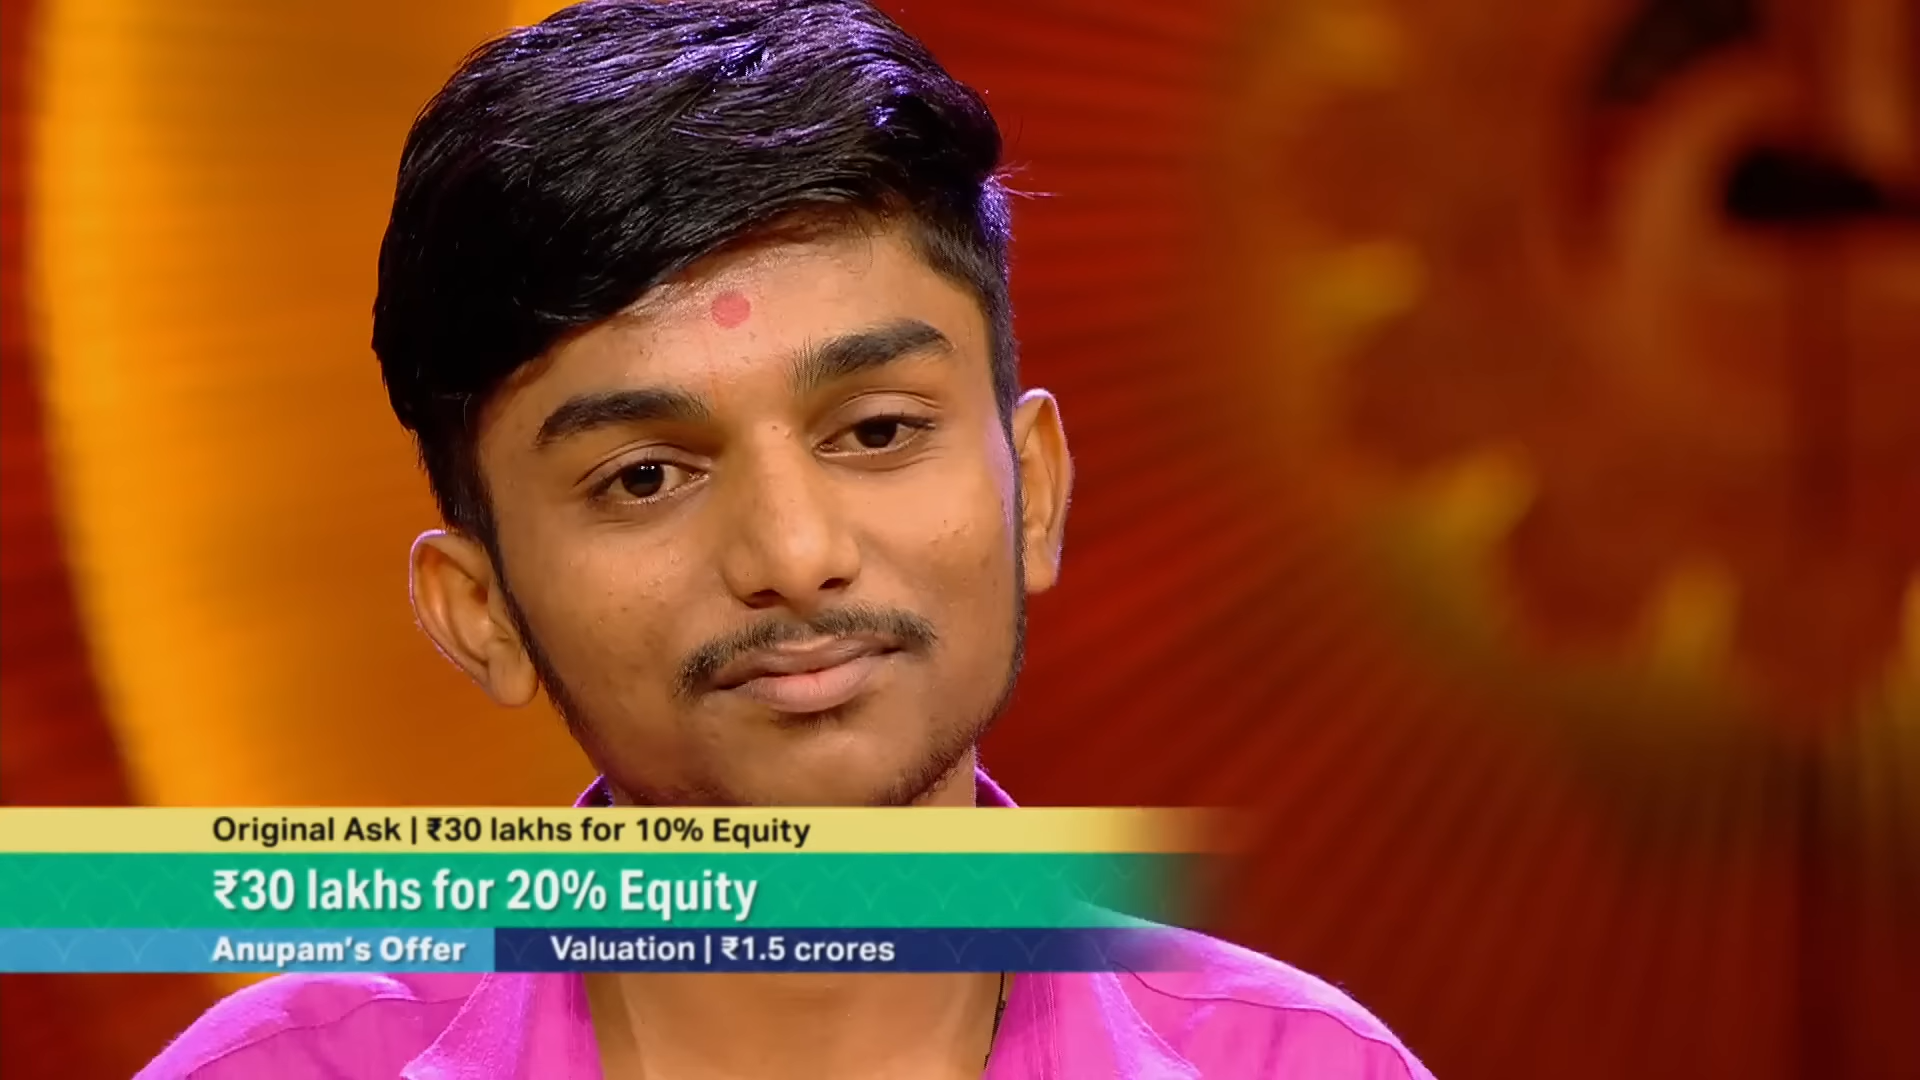 Original Ask | ₹30 lakhs for 10% Equity
₹30 lakhs for 20% Equity
Anupam's Offer Valuation | ₹1.5 crores